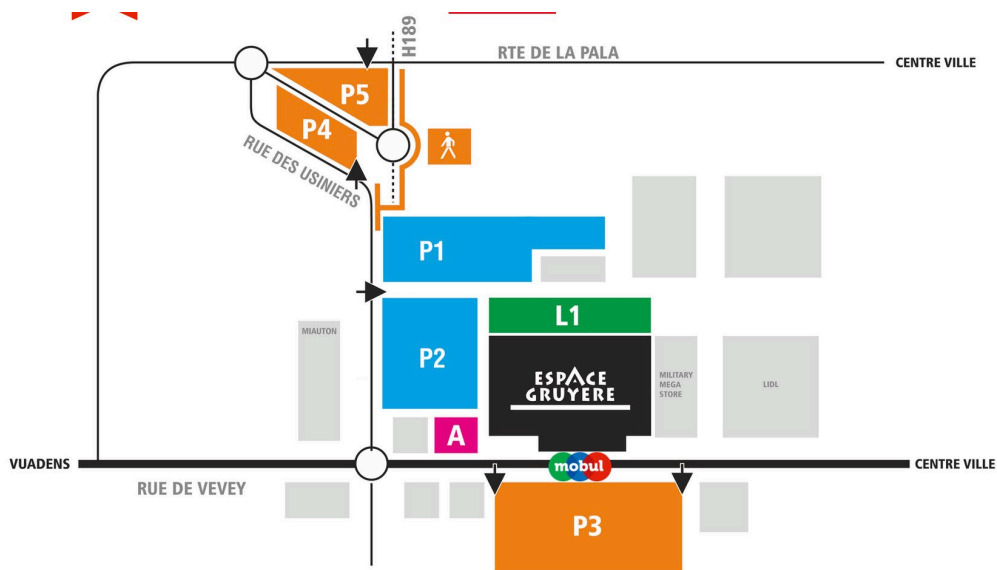 H189
RTE DE LA PALA
CENTRE VILLE
P5
P4
RUE DES USINIERS
P1
L1
MIAUTON
P2
ESPACE
GRUYERE
MILITARY
MEGA
STORE
LIDL
A
VUADENS
mobul
CENTRE VILLE
RUE DE VEVEY
P3